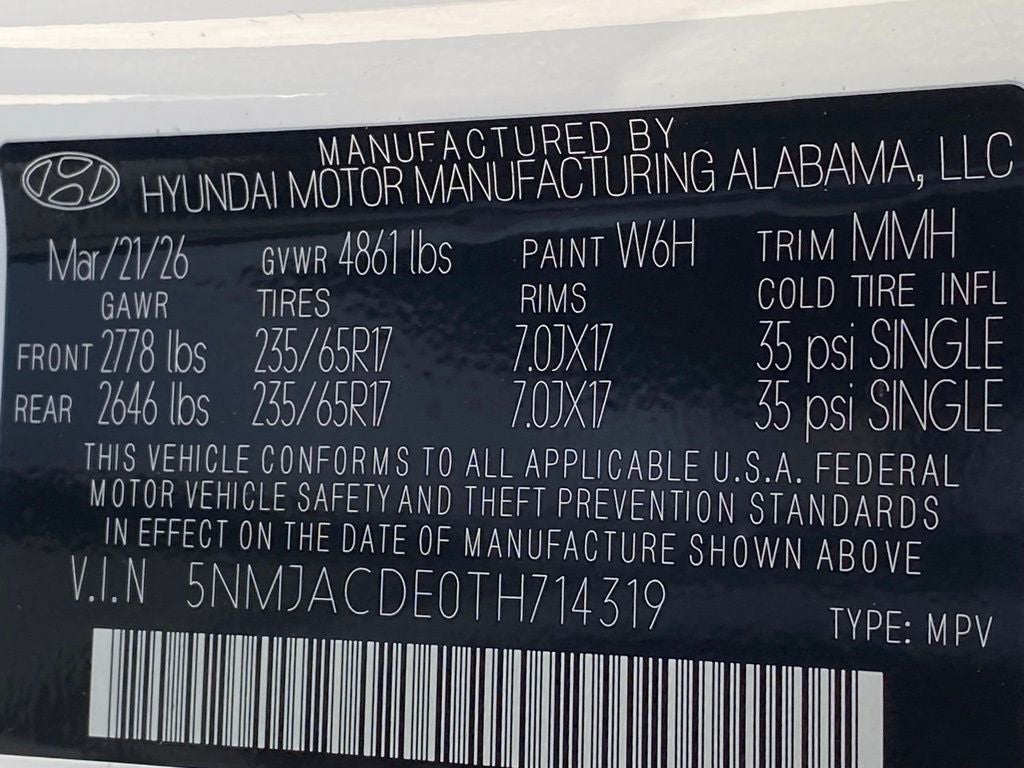 MANUFACTURED BY
HYUNDAI MOTOR MANUFACTURING ALABAMA, LLC
Mar/21/26 GVWR 4861 lbs PAINT W6H TRIM MMH
GAWR TIRES RIMS COLD TIRE INFL
FRONT 2778 lbs 235/65R17 7.0JX17 35 psi SINGLE
REAR 2646 lbs 235/65R17 7.0JX17 35 psi SINGLE
THIS VEHICLE CONFORMS TO ALL APPLICABLE U.S.A. FEDERAL
MOTOR VEHICLE SAFETY AND THEFT PREVENTION STANDARDS
IN EFFECT ON THE DATE OF MANUFACTURE SHOWN ABOVE
V.I.N 5NMJACDE0TH714319
TYPE: MPV